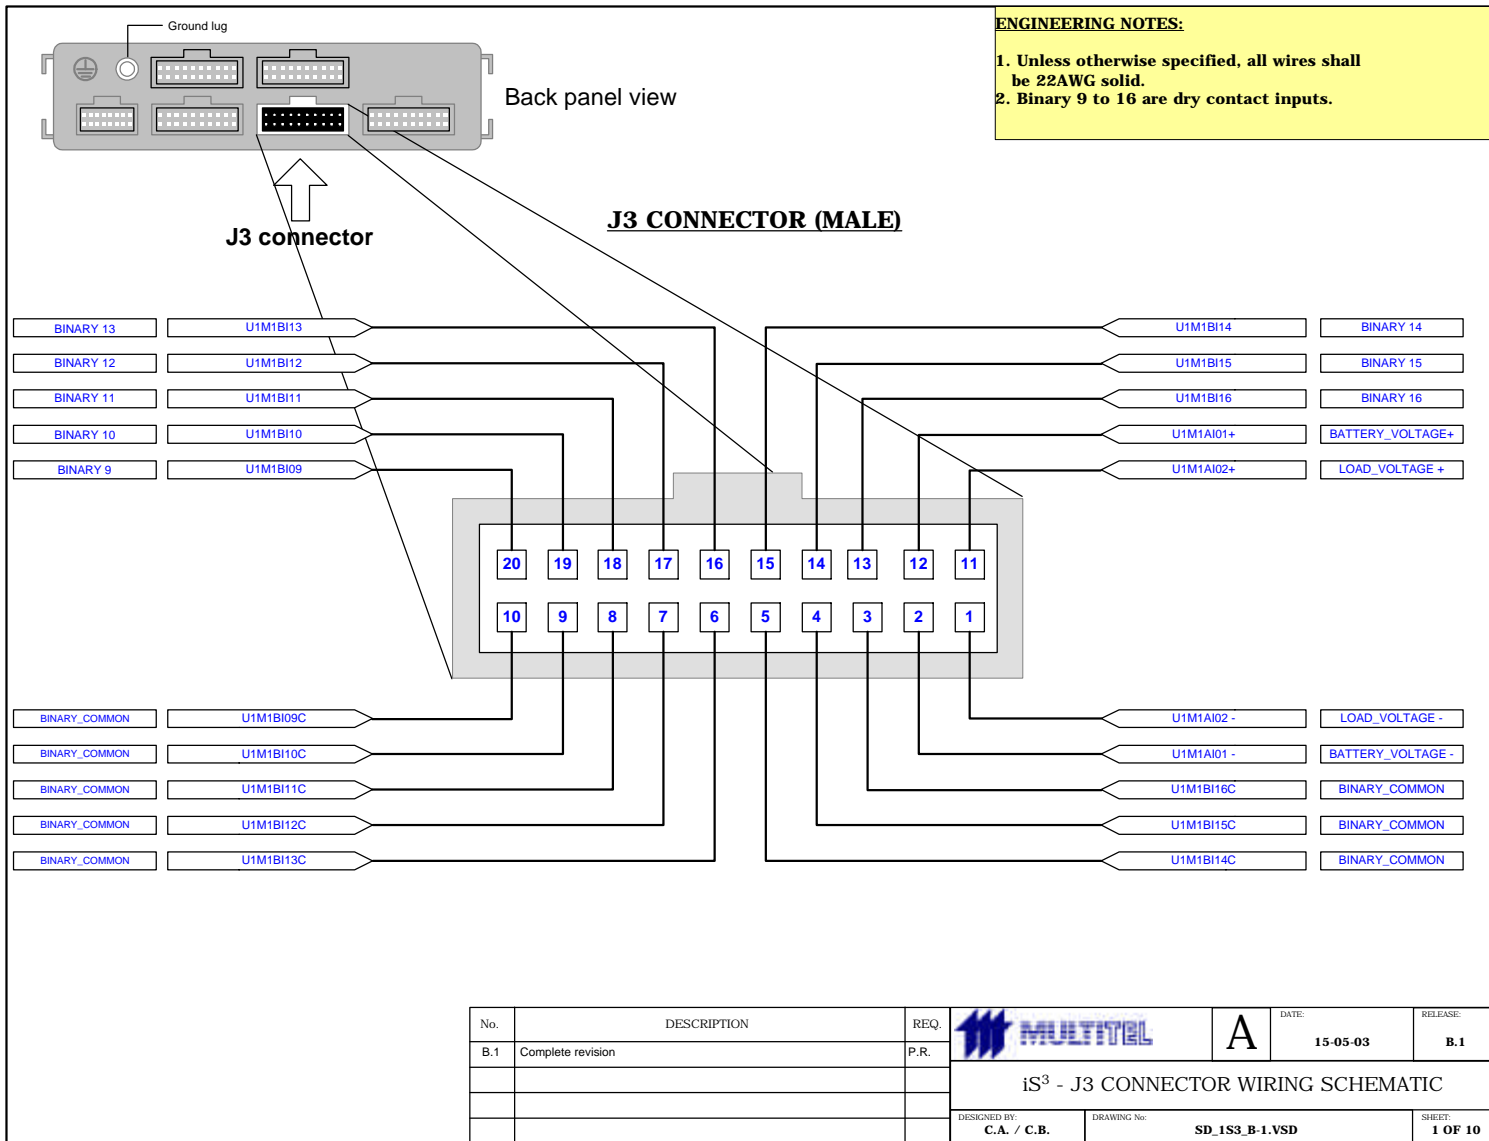 Ground lug
Back panel view
J3 connector
ENGINEERING NOTES:
1. Unless otherwise specified, all wires shall
be 22AWG solid.
2. Binary 9 to 16 are dry contact inputs.
J3 CONNECTOR (MALE)
BINARY 13 U1M1BI13
BINARY 12 U1M1BI12
BINARY 11 U1M1BI11
BINARY 10 U1M1BI10
BINARY 9 U1M1BI09
U1M1BI14 BINARY 14
U1M1BI15 BINARY 15
U1M1BI16 BINARY 16
U1M1AI01+ BATTERY_VOLTAGE+
U1M1AI02+ LOAD_VOLTAGE +
20 19 18 17 16 15 14 13 12 11
10 9 8 7 6 5 4 3 2 1
BINARY_COMMON U1M1BI09C
BINARY_COMMON U1M1BI10C
BINARY_COMMON U1M1BI11C
BINARY_COMMON U1M1BI12C
BINARY_COMMON U1M1BI13C
U1M1AI02 - LOAD_VOLTAGE -
U1M1AI01 - BATTERY_VOLTAGE -
U1M1BI16C BINARY_COMMON
U1M1BI15C BINARY_COMMON
U1M1BI14C BINARY_COMMON
No. DESCRIPTION REQ.
B.1 Complete revision P.R.
MULTITEL
A
DATE:
15-05-03
RELEASE:
B.1
iS³ - J3 CONNECTOR WIRING SCHEMATIC
DESIGNED BY:
C.A. / C.B.
DRAWING No:
SD_1S3_B-1.VSD
SHEET:
1 OF 10